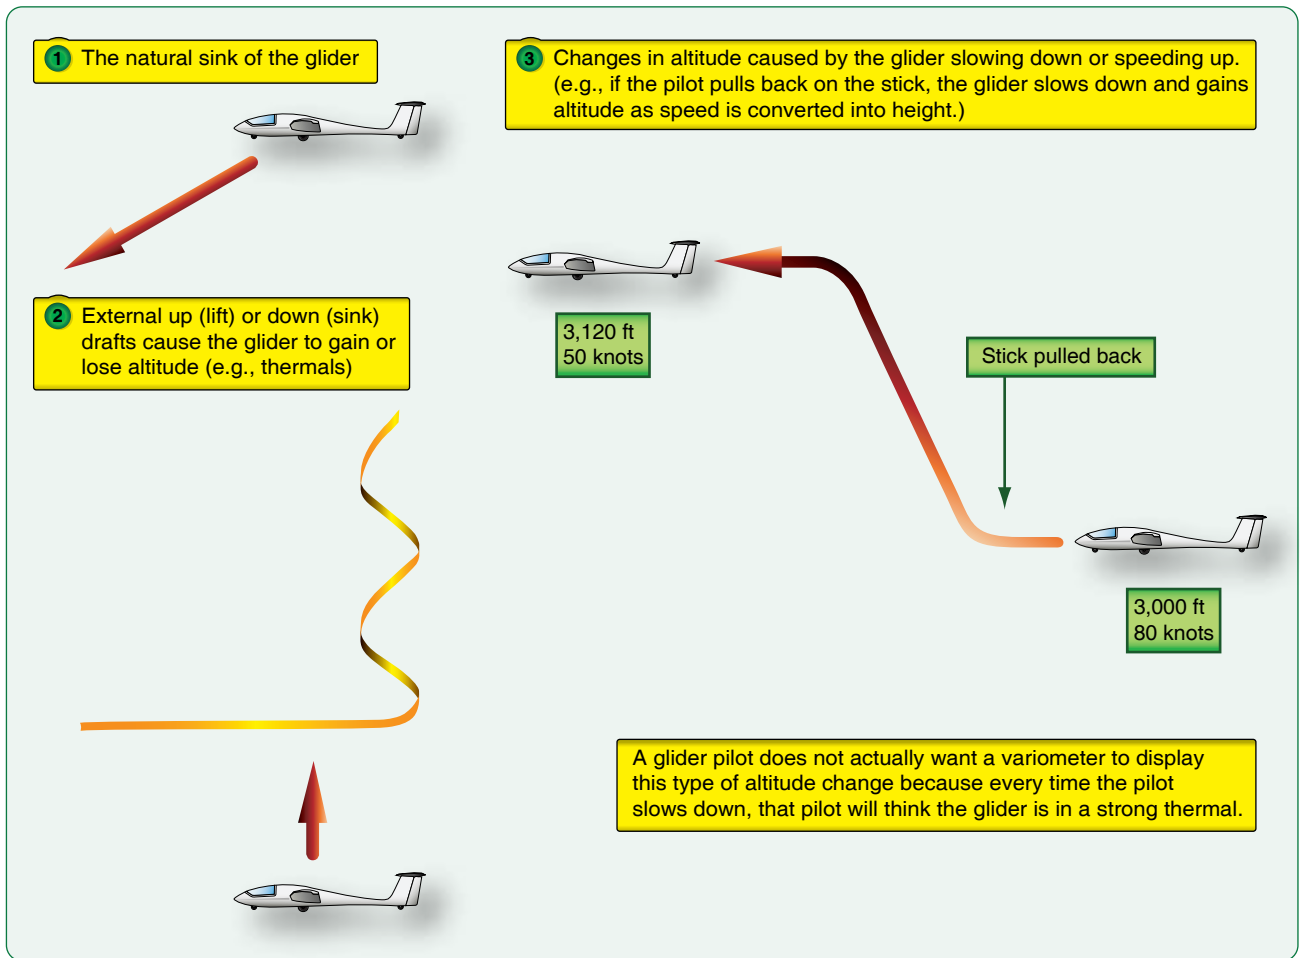 1 The natural sink of the glider
2 External up (lift) or down (sink)
drafts cause the glider to gain or
lose altitude (e.g., thermals)
3 Changes in altitude caused by the glider slowing down or speeding up.
(e.g., if the pilot pulls back on the stick, the glider slows down and gains
altitude as speed is converted into height.)
3,120 ft
50 knots
Stick pulled back
3,000 ft
80 knots
A glider pilot does not actually want a variometer to display
this type of altitude change because every time the pilot
slows down, that pilot will think the glider is in a strong thermal.